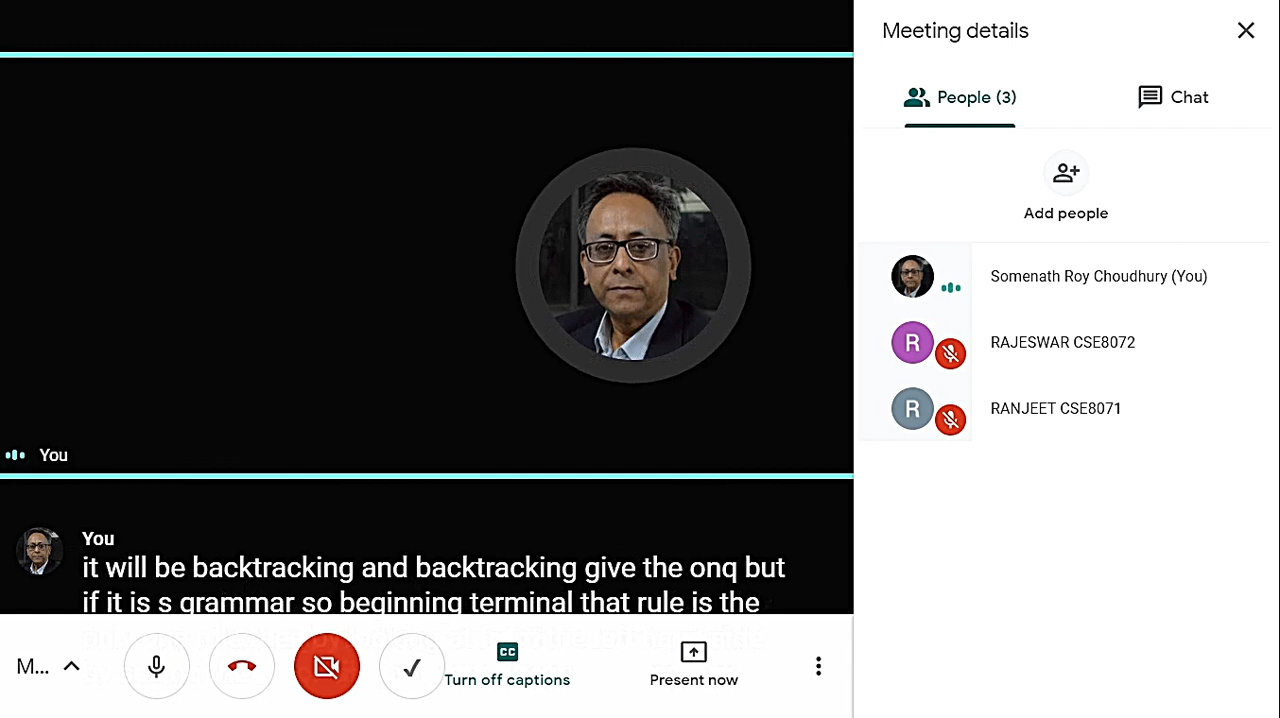 Meeting details
People (3)
Chat
Add people
Somenath Roy Choudhury (You)
R
RAJESWAR CSE8072
R
RANJEET CSE8071
You
You
it will be backtracking and backtracking give the onq but
if it is s grammar so beginning terminal that rule is the
M...
CC
Turn off captions
Present now